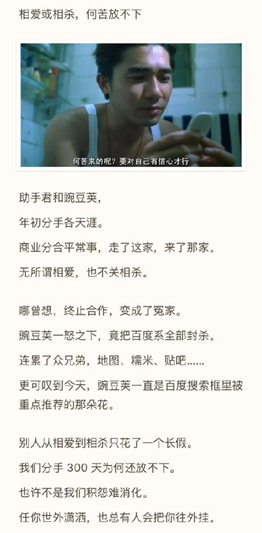 相爱或相杀，何苦放不下
何苦来的呢？要对自己有信心才行
助手君和豌豆荚，
年初分手各天涯。
商业分合平常事，走了这家，来了那家。
无所谓相爱，也不关相杀。
哪曾想，终止合作，变成了冤家。
豌豆荚一怒之下，竟把百度系全部封杀。
连累了众兄弟，地图、糯米、贴吧……
更可叹到今天，豌豆荚一直是百度搜索框里被
重点推荐的那朵花。
别人从相爱到相杀只花了一个长假。
我们分手 300 天为何还放不下。
也许不是我们积怨难消化。
任你世外潇洒，也总有人会把你往外挂。